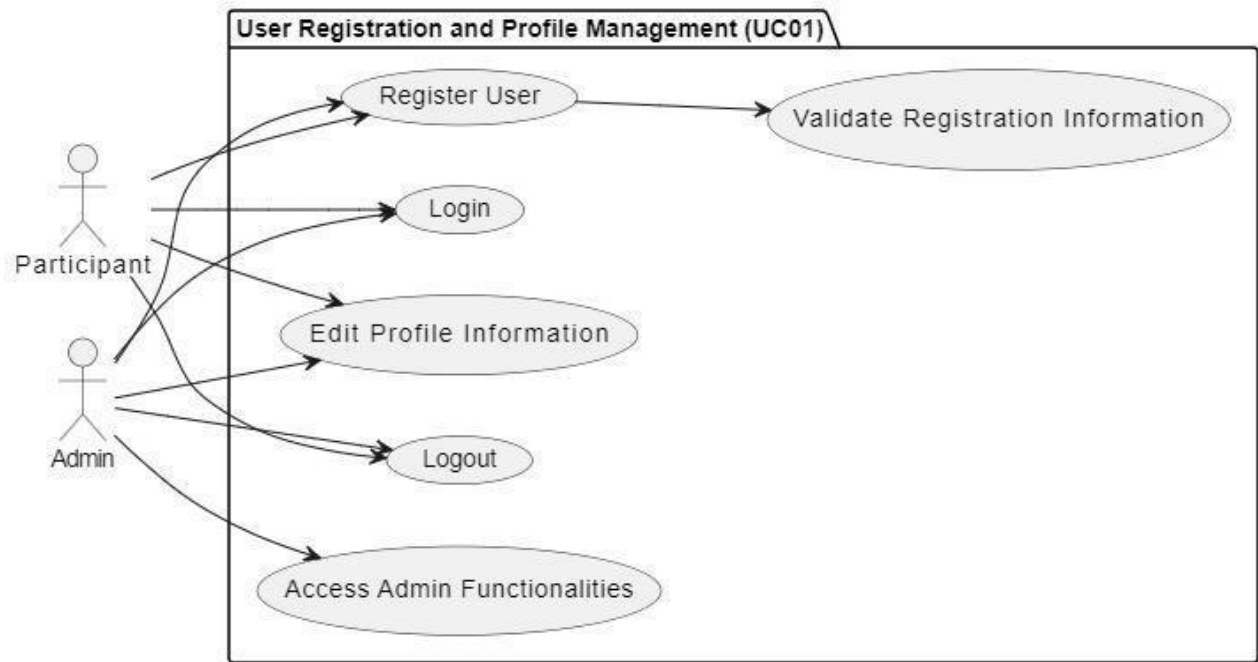 User Registration and Profile Management (UC01)
Register User
Validate Registration Information
Login
Participant
Edit Profile Information
Admin
Logout
Access Admin Functionalities